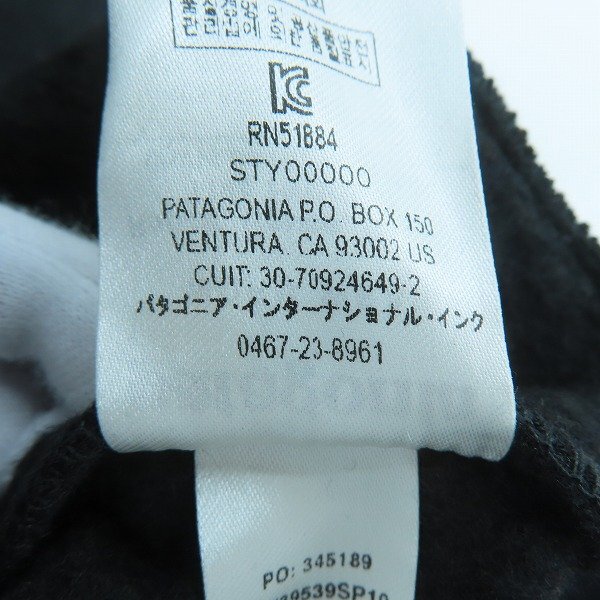 RN51884
STY00000
PATAGONIA P.O. BOX 150
VENTURA. CA 93002 US
CUIT: 30-70924649-2
パタゴニア・インターナショナル・インク
0467-23-8961
PO: 345189
39539SP10